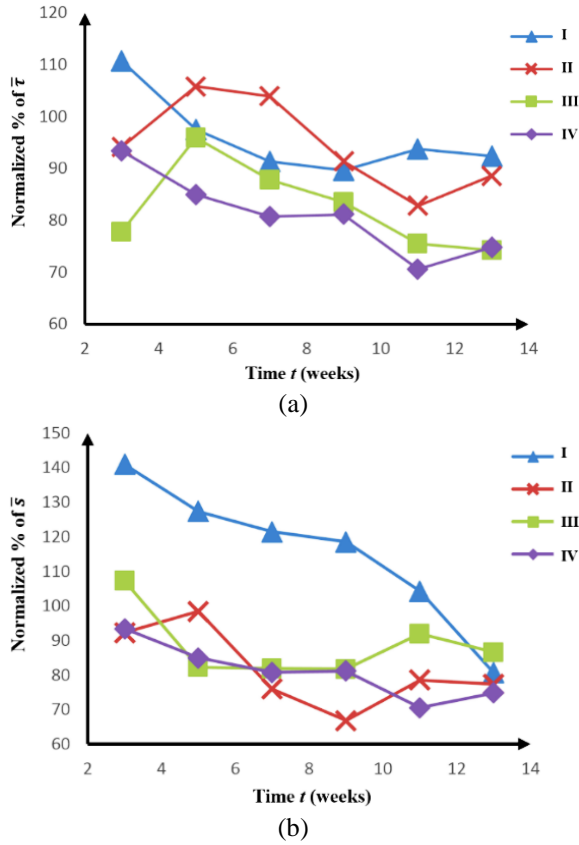 120
110
100
90
80
70
60
Normalized % of τ̄
I
II
III
IV
2 4 6 8 10 12 14
Time t (weeks)
(a)
150
140
130
120
110
100
90
80
70
60
Normalized % of s̄
I
II
III
IV
2 4 6 8 10 12 14
Time t (weeks)
(b)